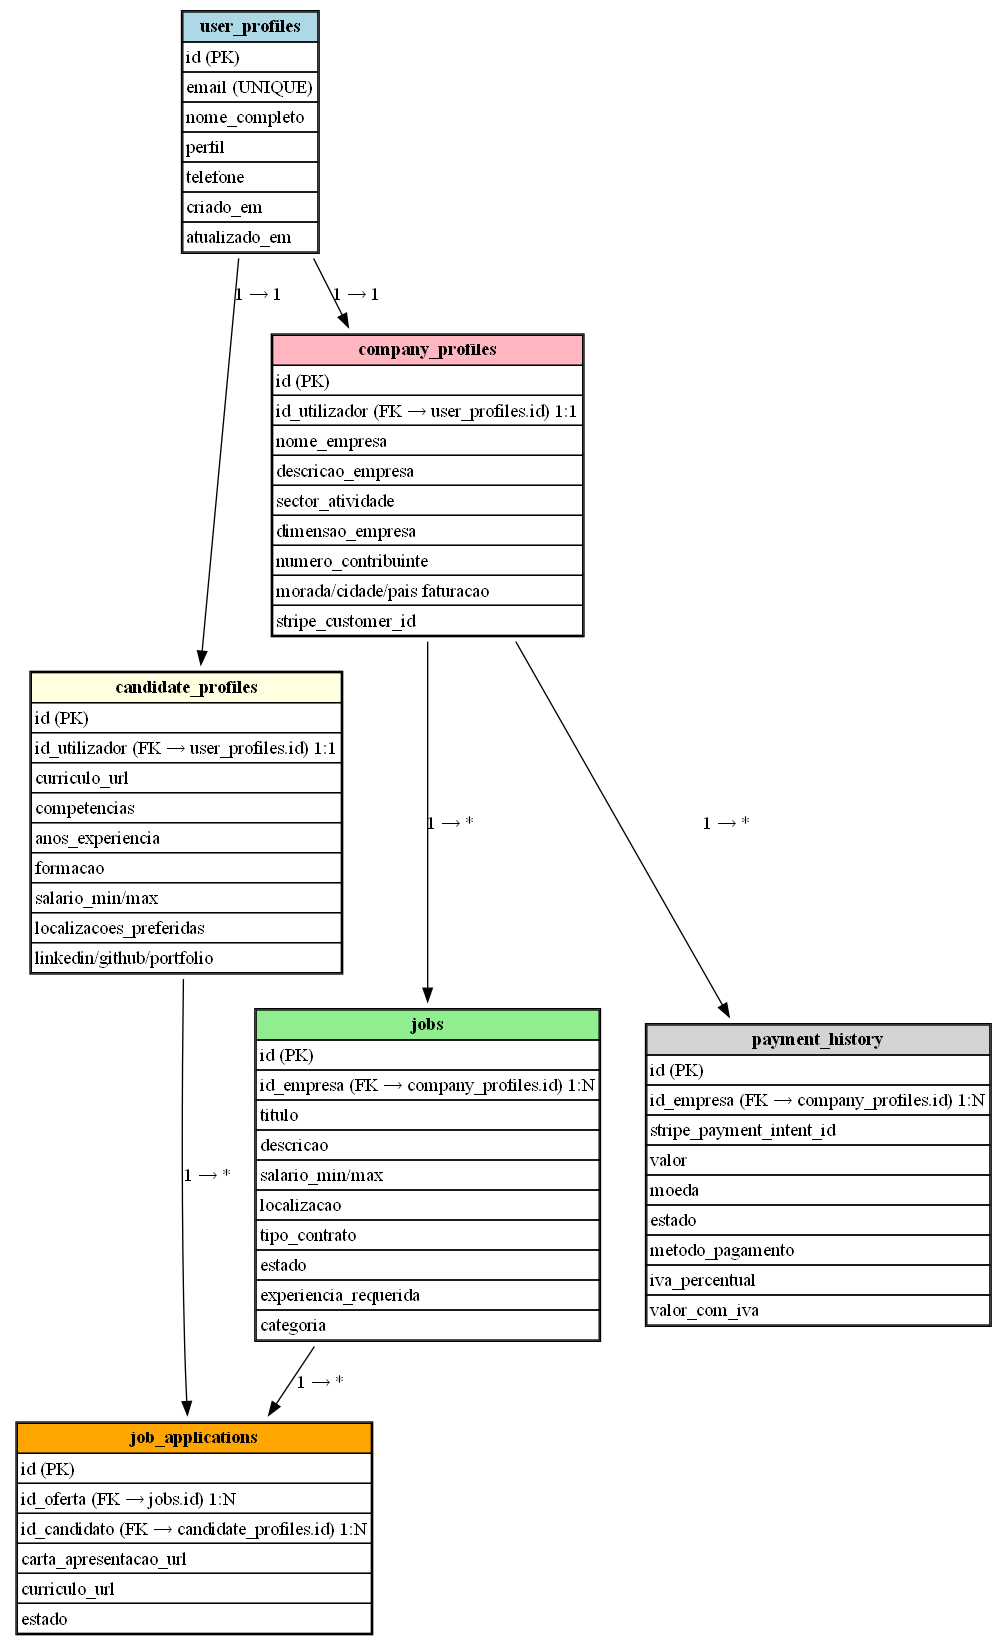 user_profiles
id (PK)
email (UNIQUE)
nome_completo
perfil
telefone
criado_em
atualizado_em
1 → 1
1 → 1
company_profiles
id (PK)
id_utilizador (FK → user_profiles.id) 1:1
nome_empresa
descricao_empresa
sector_atividade
dimensao_empresa
numero_contribuinte
morada/cidade/pais faturacao
stripe_customer_id
candidate_profiles
id (PK)
id_utilizador (FK → user_profiles.id) 1:1
curriculo_url
competencias
anos_experiencia
formacao
salario_min/max
localizacoes_preferidas
linkedin/github/portfolio
1 → *
1 → *
jobs
id (PK)
id_empresa (FK → company_profiles.id) 1:N
titulo
descricao
salario_min/max
localizacao
tipo_contrato
estado
experiencia_requerida
categoria
payment_history
id (PK)
id_empresa (FK → company_profiles.id) 1:N
stripe_payment_intent_id
valor
moeda
estado
metodo_pagamento
iva_percentual
valor_com_iva
1 → *
1 → *
job_applications
id (PK)
id_oferta (FK → jobs.id) 1:N
id_candidato (FK → candidate_profiles.id) 1:N
carta_apresentacao_url
curriculo_url
estado